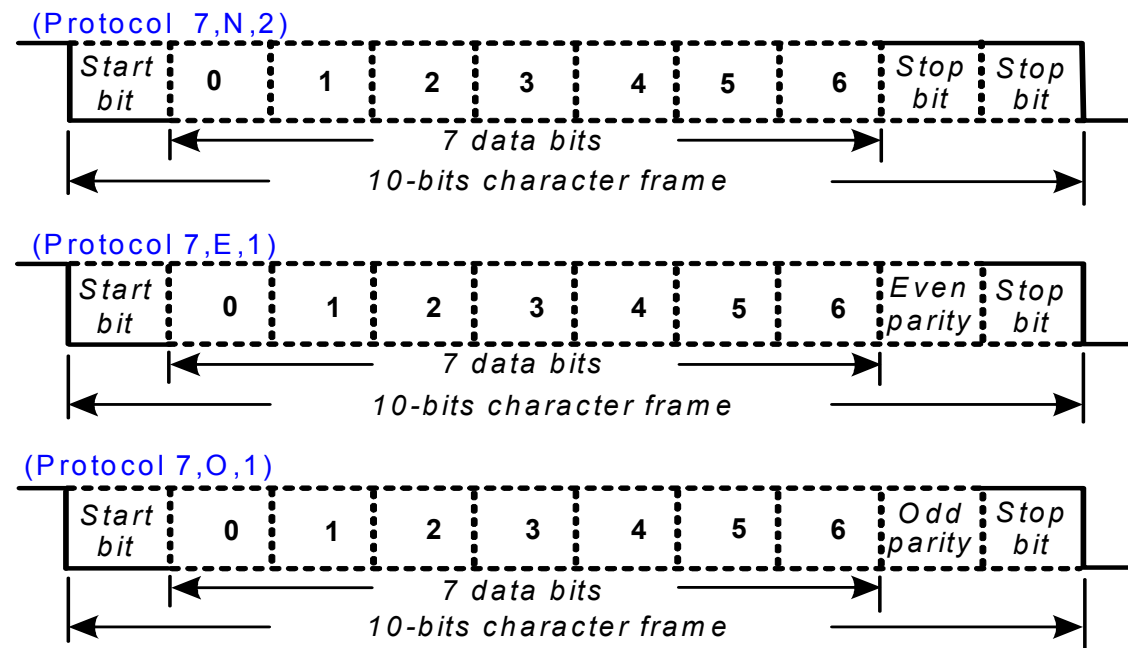 (Protocol 7,N,2)
Start bit 0 1 2 3 4 5 6 Stop bit Stop bit
7 data bits
10-bits character frame
(Protocol 7,E,1)
Start bit 0 1 2 3 4 5 6 Even parity Stop bit
7 data bits
10-bits character frame
(Protocol 7,O,1)
Start bit 0 1 2 3 4 5 6 Odd parity Stop bit
7 data bits
10-bits character frame